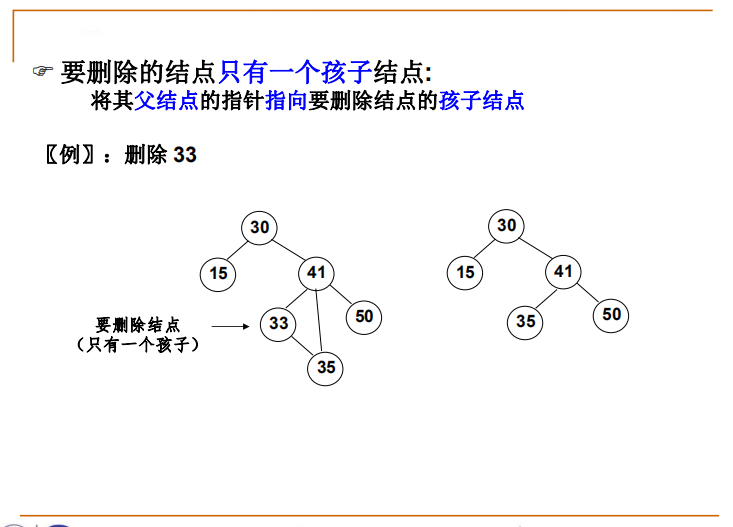 ☞ 要删除的结点只有一个孩子结点:
将其父结点的指针指向要删除结点的孩子结点
〖例〗：删除 33
30
15
41
要删除结点
（只有一个孩子）
33
50
35
30
15
41
35
50